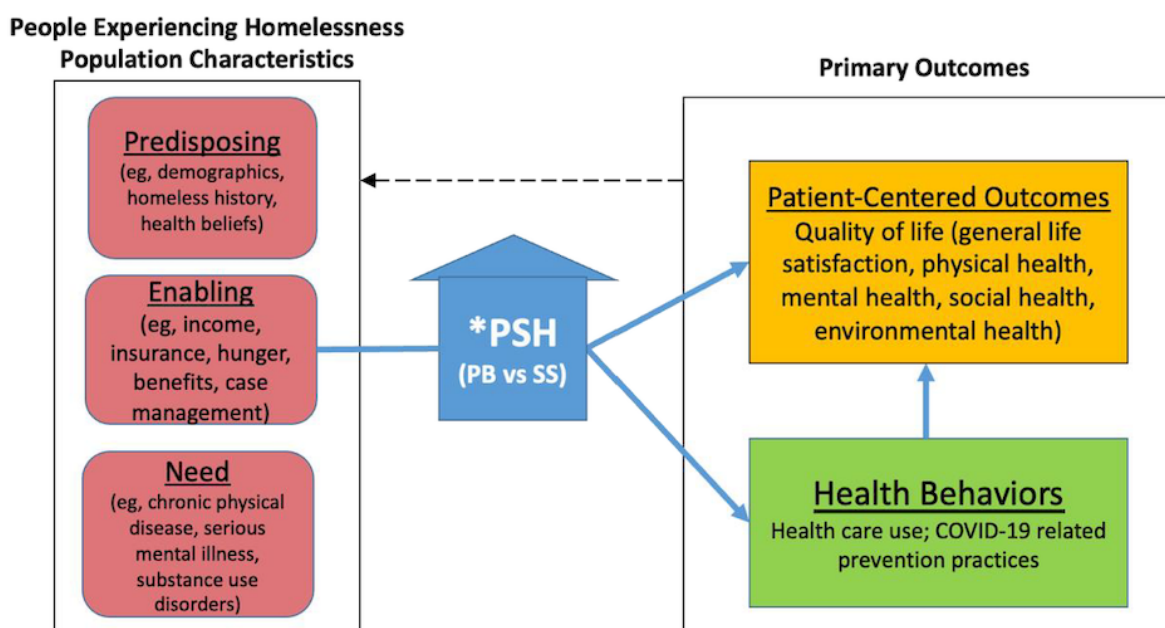 People Experiencing Homelessness
Population Characteristics
Predisposing
(eg, demographics,
homeless history,
health beliefs)
Enabling
(eg, income,
insurance, hunger,
benefits, case
management)
Need
(eg, chronic physical
disease, serious
mental illness,
substance use
disorders)
*PSH
(PB vs SS)
Primary Outcomes
Patient-Centered Outcomes
Quality of life (general life
satisfaction, physical health,
mental health, social health,
environmental health)
Health Behaviors
Health care use; COVID-19 related
prevention practices